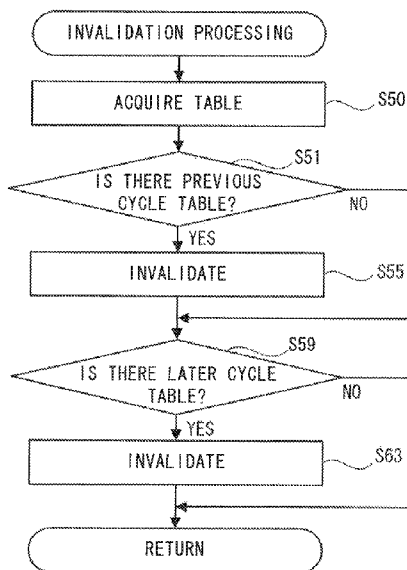 INVALIDATION PROCESSING
ACQUIRE TABLE
S50
S51
IS THERE PREVIOUS
CYCLE TABLE?
NO
YES
INVALIDATE
S55
S59
IS THERE LATER CYCLE
TABLE?
NO
YES
INVALIDATE
S63
RETURN